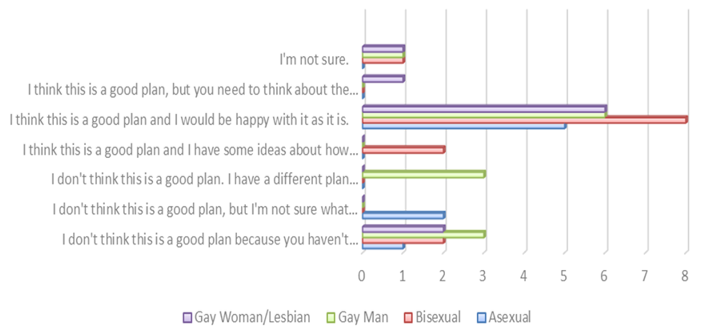 I'm not sure.
I think this is a good plan, but you need to think about the...
I think this is a good plan and I would be happy with it as it is.
I think this is a good plan and I have some ideas about how...
I don't think this is a good plan. I have a different plan...
I don't think this is a good plan, but I'm not sure what...
I don't think this is a good plan because you haven't...
0 1 2 3 4 5 6 7 8
Gay Woman/Lesbian Gay Man Bisexual Asexual